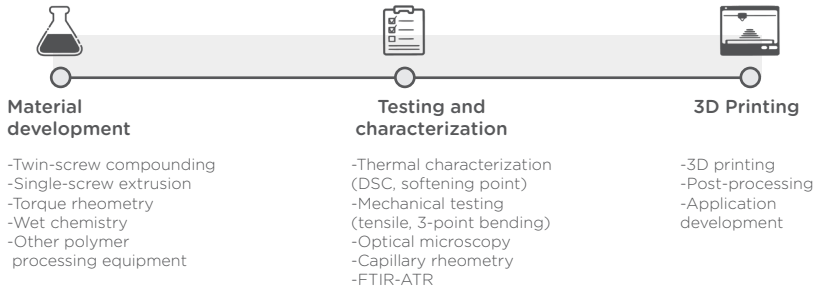 Material
development
-Twin-screw compounding
-Single-screw extrusion
-Torque rheometry
-Wet chemistry
-Other polymer
processing equipment
Testing and
characterization
-Thermal characterization
(DSC, softening point)
-Mechanical testing
(tensile, 3-point bending)
-Optical microscopy
-Capillary rheometry
-FTIR-ATR
3D Printing
-3D printing
-Post-processing
-Application
development